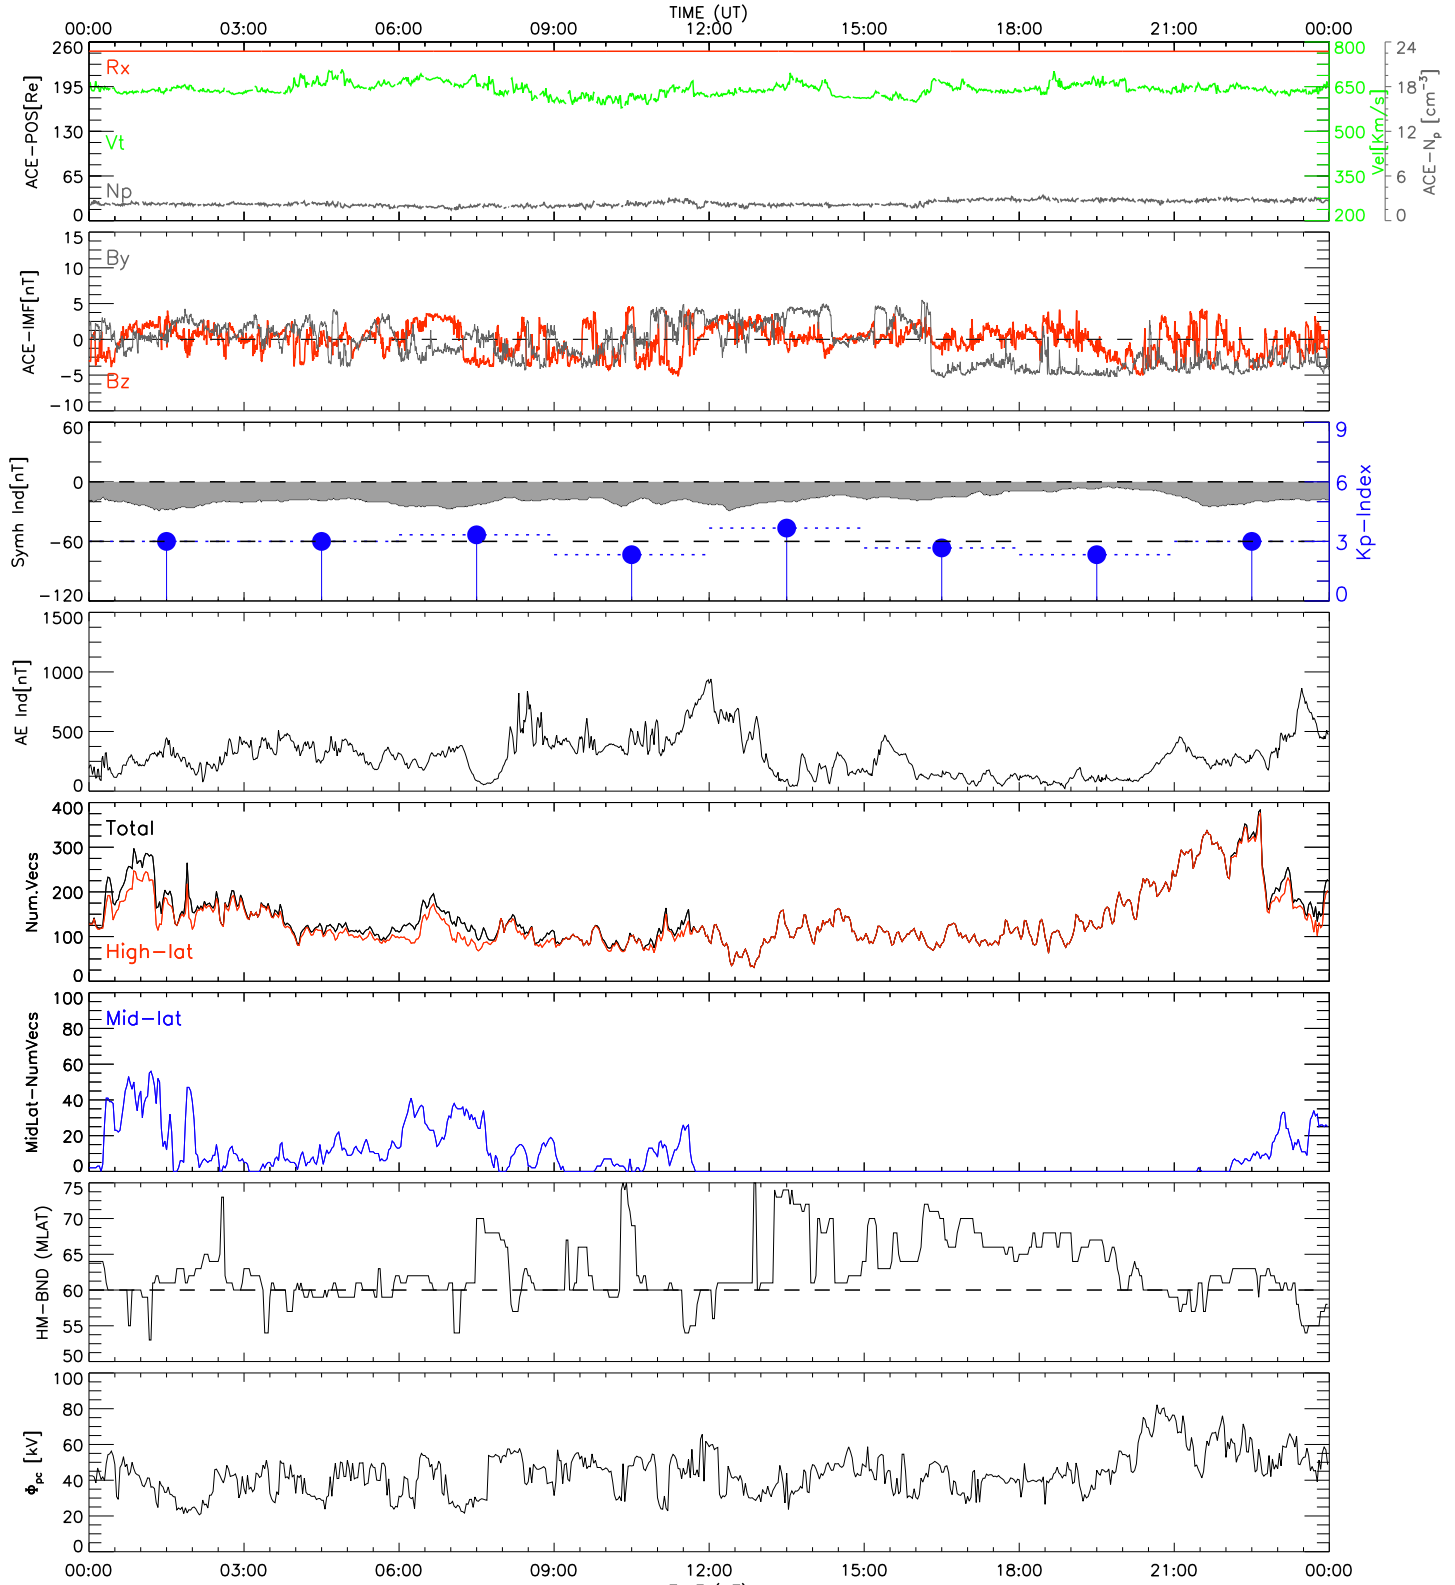 TIME (UT)
00:00 03:00 06:00 09:00 12:00 15:00 18:00 21:00 00:00
ACE-POS[Re]
260
195
130
65
0
Rx
Vt
Np
800
650
500
350
200
Vel[Km/s]
24
18
12
6
0
ACE-Np [cm⁻³]
ACE-IMF[nT]
15
10
5
0
-5
-10
By
Bz
Symh Ind[nT]
60
0
-60
-120
9
6
3
0
Kp-Index
AE Ind[nT]
1500
1000
500
0
Num.Vecs
400
300
200
100
0
Total
High-lat
MidLat-NumVecs
100
80
60
40
20
0
Mid-lat
HM-BND (MLAT)
75
70
65
60
55
50
Φpc [kV]
100
80
60
40
20
0
00:00 03:00 06:00 09:00 12:00 15:00 18:00 21:00 00:00